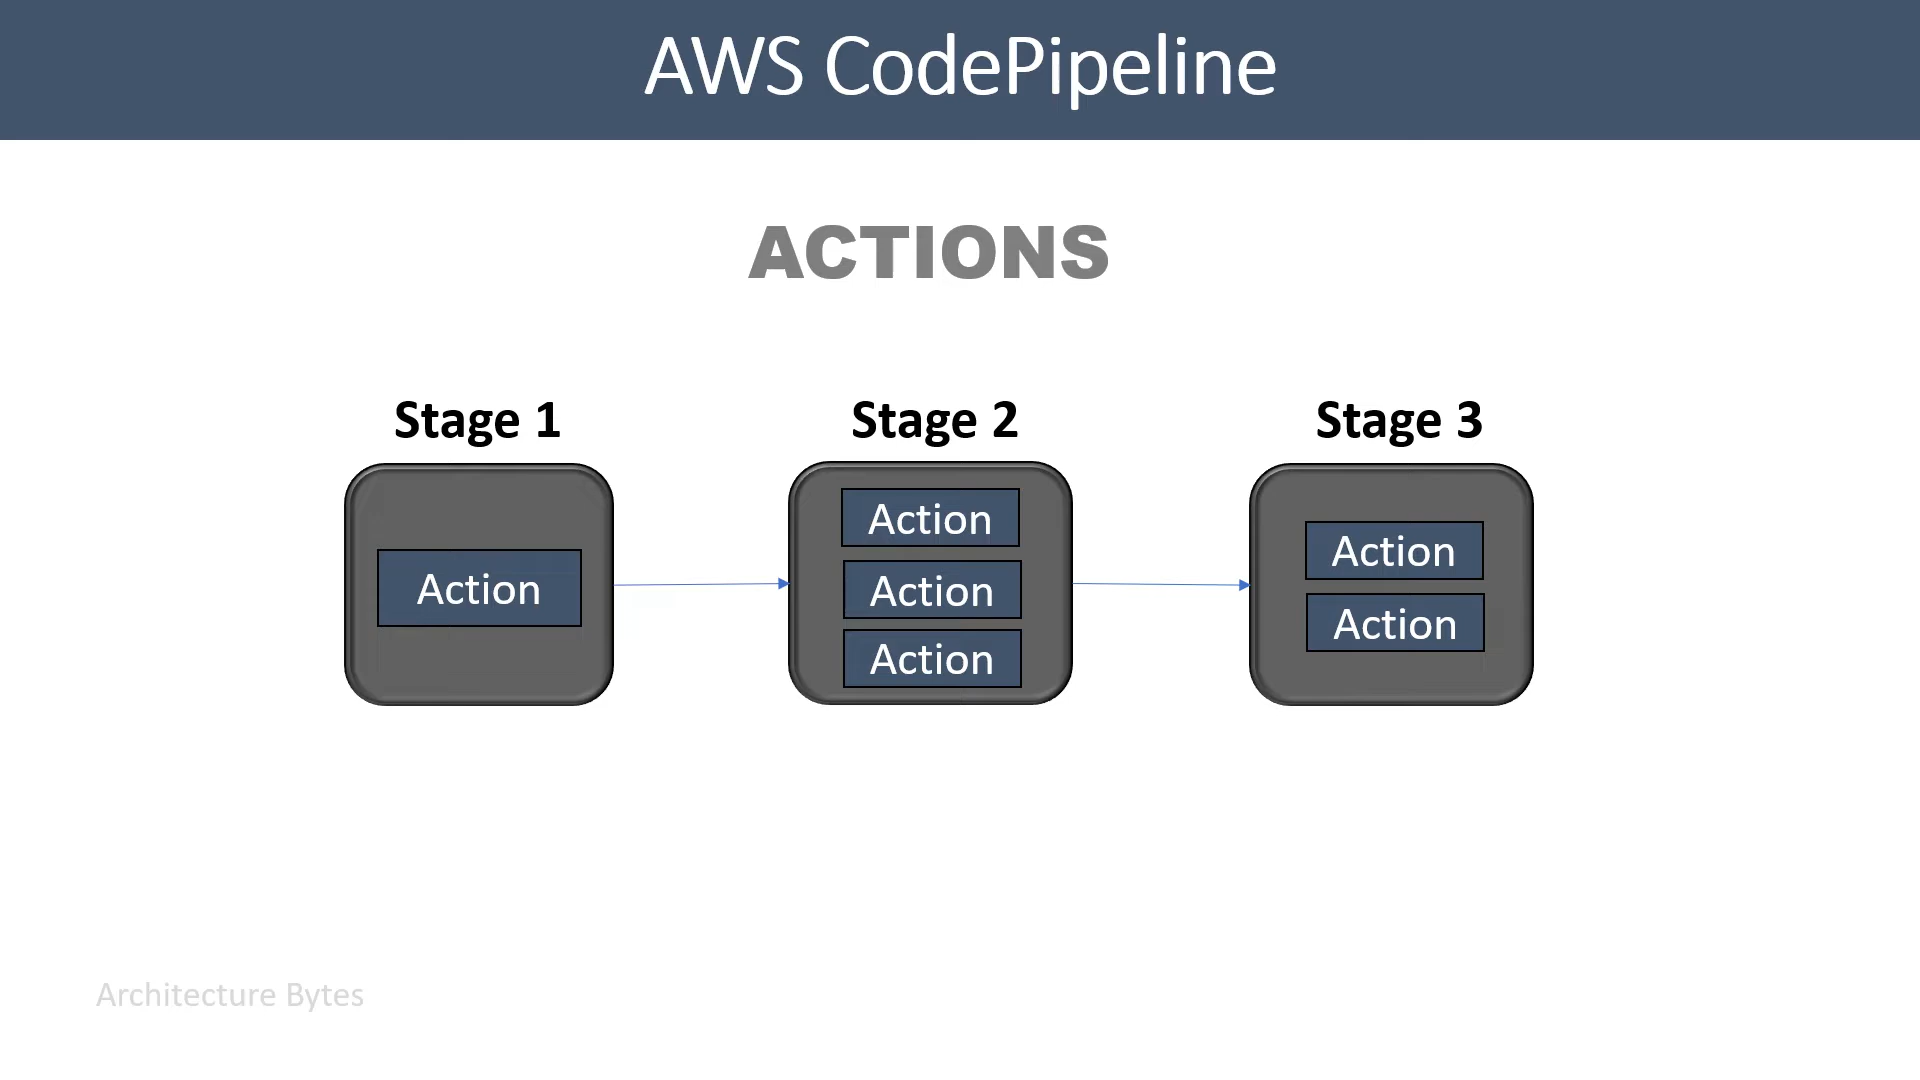 AWS CodePipeline
ACTIONS
Stage 1
Stage 2
Stage 3
Action
Action
Action
Action
Action
Action
Architecture Bytes